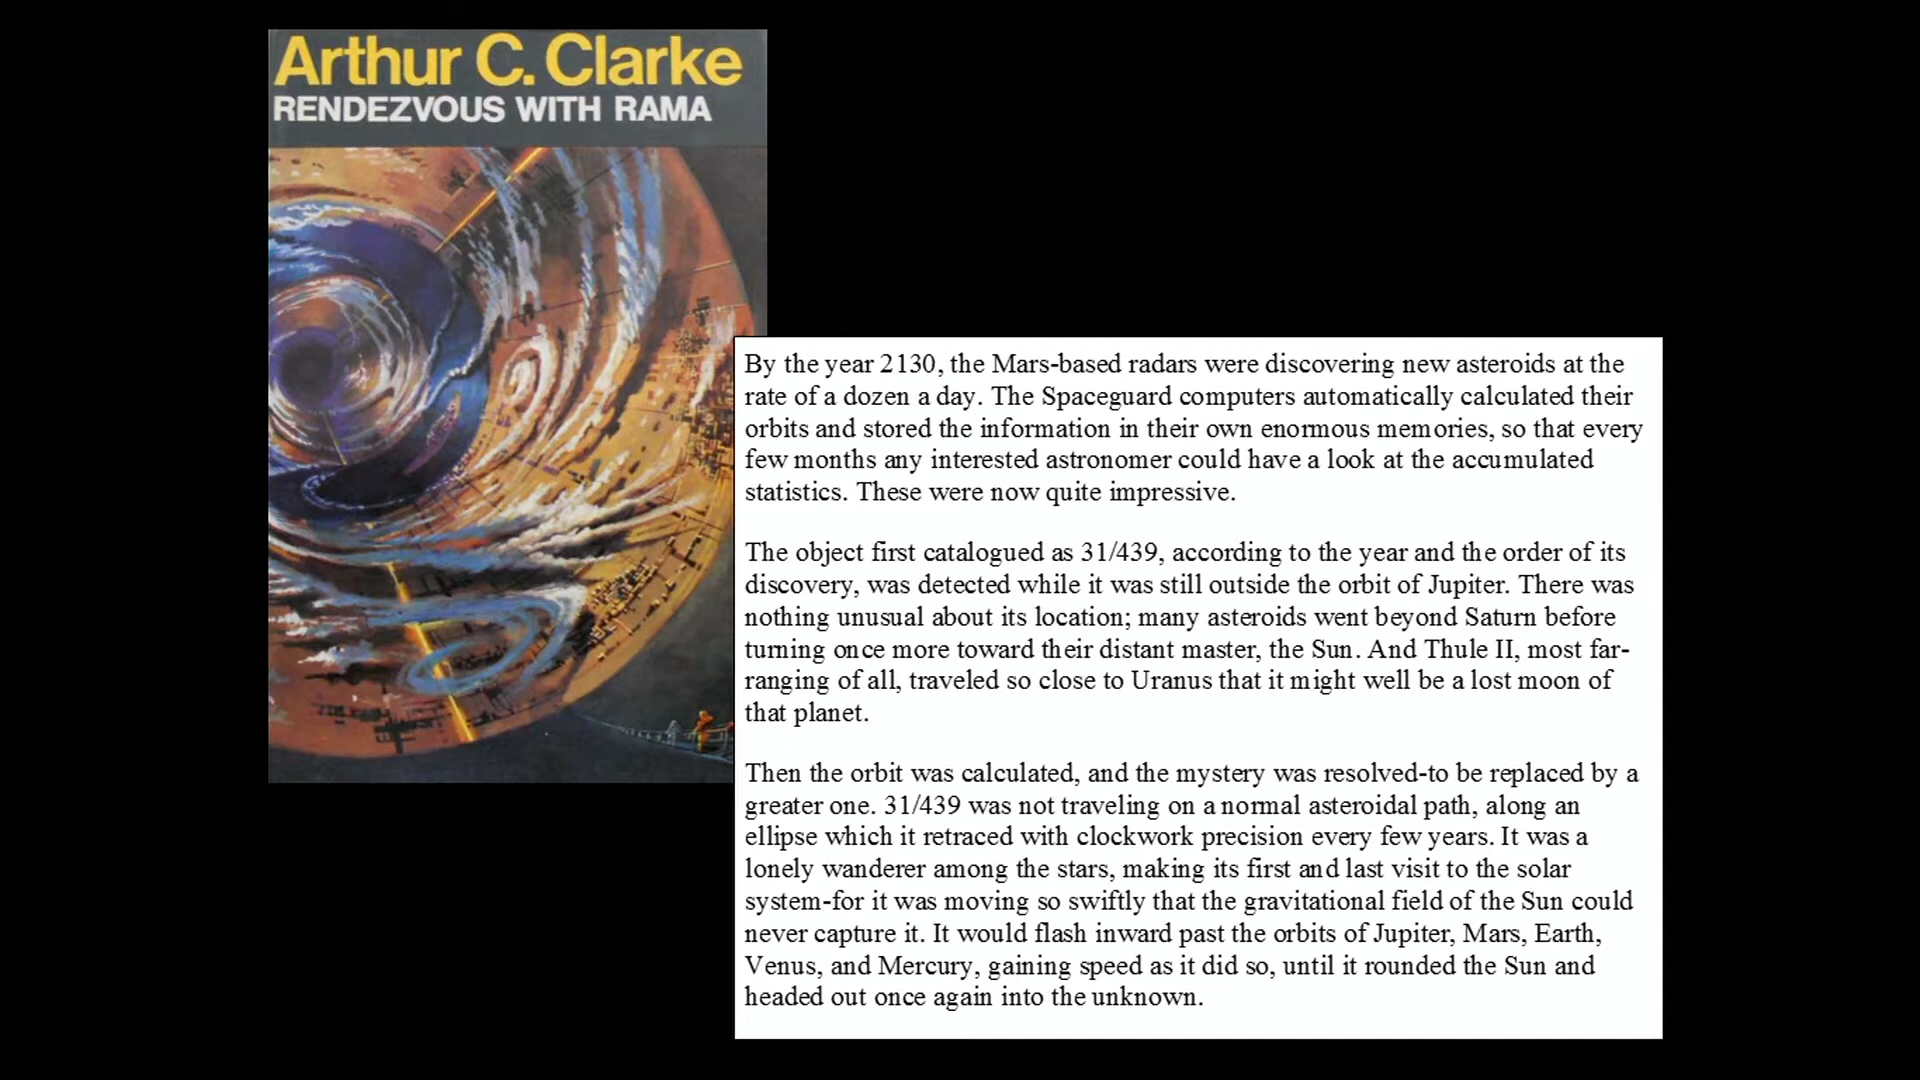 Arthur C. Clarke
RENDEZVOUS WITH RAMA
By the year 2130, the Mars-based radars were discovering new asteroids at the
rate of a dozen a day. The Spaceguard computers automatically calculated their
orbits and stored the information in their own enormous memories, so that every
few months any interested astronomer could have a look at the accumulated
statistics. These were now quite impressive.
The object first catalogued as 31/439, according to the year and the order of its
discovery, was detected while it was still outside the orbit of Jupiter. There was
nothing unusual about its location; many asteroids went beyond Saturn before
turning once more toward their distant master, the Sun. And Thule II, most far-
ranging of all, traveled so close to Uranus that it might well be a lost moon of
that planet.
Then the orbit was calculated, and the mystery was resolved-to be replaced by a
greater one. 31/439 was not traveling on a normal asteroidal path, along an
ellipse which it retraced with clockwork precision every few years. It was a
lonely wanderer among the stars, making its first and last visit to the solar
system-for it was moving so swiftly that the gravitational field of the Sun could
never capture it. It would flash inward past the orbits of Jupiter, Mars, Earth,
Venus, and Mercury, gaining speed as it did so, until it rounded the Sun and
headed out once again into the unknown.